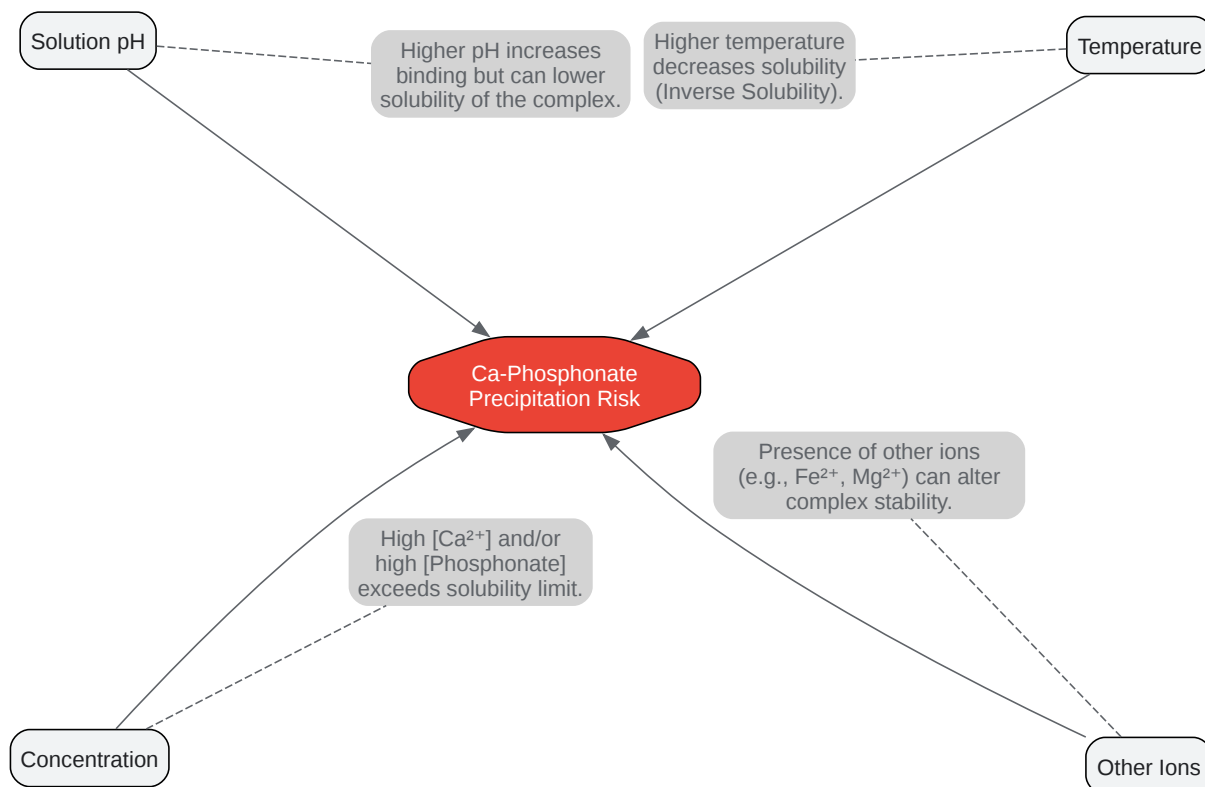 Solution pH
Higher pH increases
binding but can lower
solubility of the complex.
Higher temperature
decreases solubility
(Inverse Solubility).
Temperature
Ca-Phosphonate
Precipitation Risk
Presence of other ions
(e.g., Fe²⁺, Mg²⁺) can alter
complex stability.
High [Ca²⁺] and/or
high [Phosphonate]
exceeds solubility limit.
Concentration
Other Ions